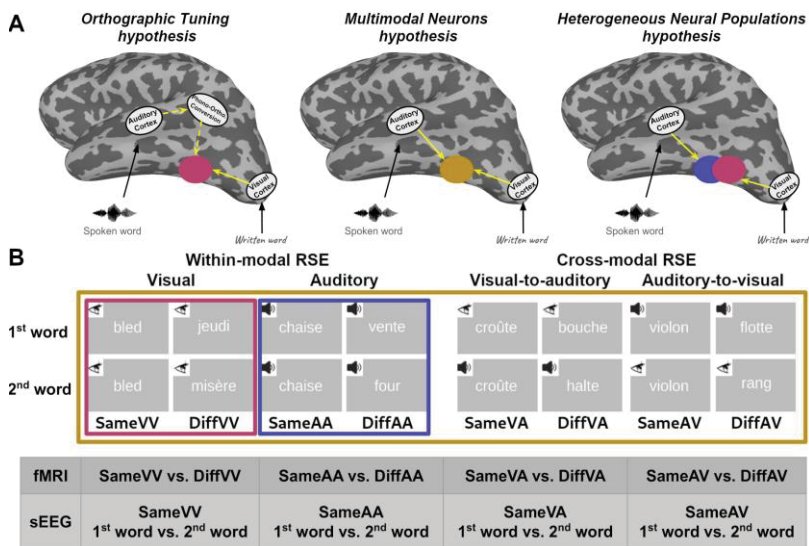 A
Orthographic Tuning hypothesis
Multimodal Neurons hypothesis
Heterogeneous Neural Populations hypothesis
Auditory Cortex
Phono-Ortho Conversion
Visual Cortex
Spoken word
Written word
Auditory Cortex
Visual Cortex
Spoken word
Written word
Auditory Cortex
Visual Cortex
Spoken word
Written word
B
Within-modal RSE
Cross-modal RSE
Visual
Auditory
Visual-to-auditory
Auditory-to-visual
1st word
bled
jeudi
chaise
vente
croûte
bouche
violon
flotte
2nd word
bled
misère
chaise
four
croûte
halte
violon
rang
SameVV
DiffVV
SameAA
DiffAA
SameVA
DiffVA
SameAV
DiffAV
fMRI
SameVV vs. DiffVV
SameAA vs. DiffAA
SameVA vs. DiffVA
SameAV vs. DiffAV
sEEG
SameVV
1st word vs. 2nd word
SameAA
1st word vs. 2nd word
SameVA
1st word vs. 2nd word
SameAV
1st word vs. 2nd word